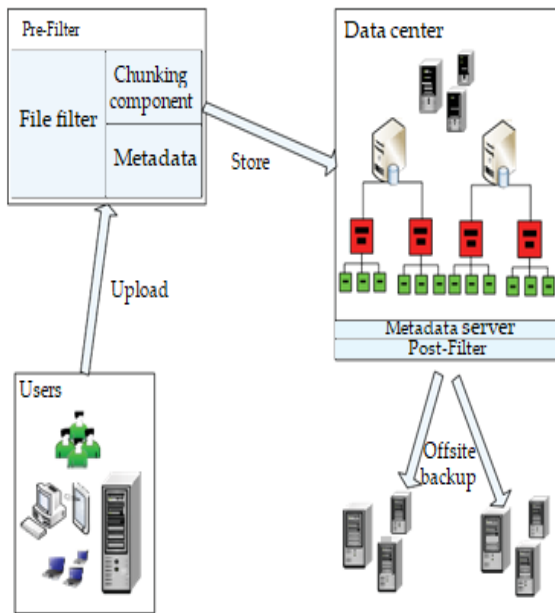 Pre-Filter
File filter
Chunking
component
Metadata
Data center
Store
Upload
Metadata server
Post-Filter
Users
Offsite
backup